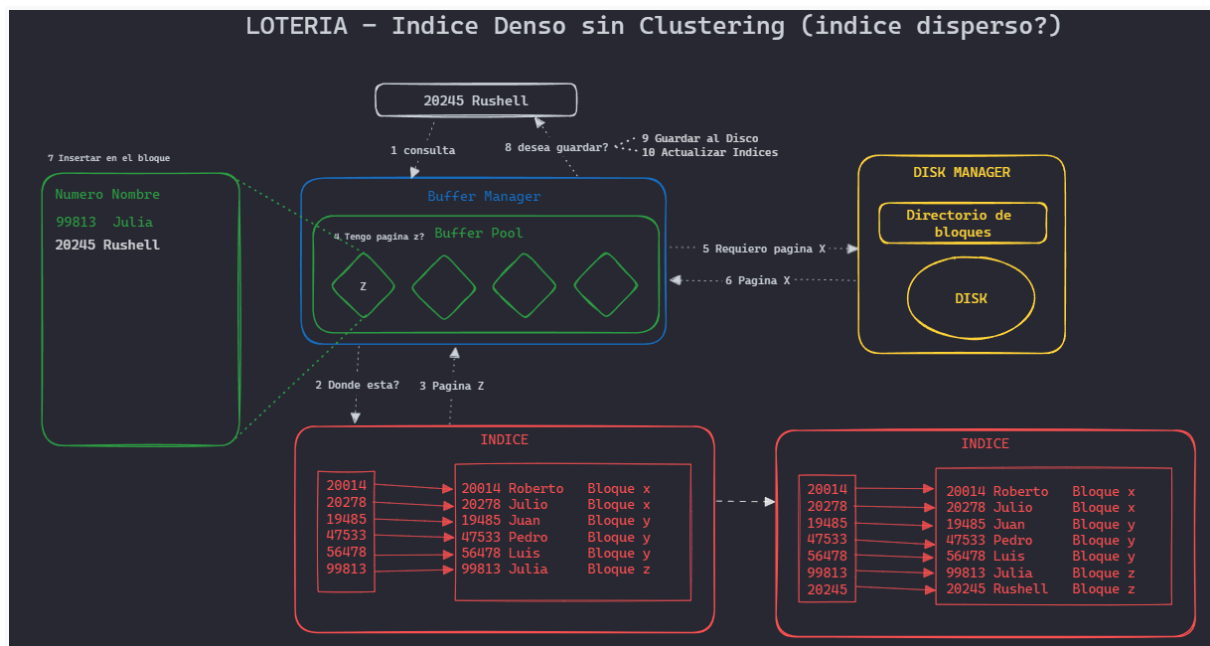 LOTERIA - Indice Denso sin Clustering (indice disperso?)
20245 Rushell
1 consulta
8 desea guardar?
9 Guardar al Disco
10 Actualizar Indices
7 Insertar en el bloque
Numero Nombre
99813 Julia
20245 Rushell
Buffer Manager
4 Tengo pagina z?
Buffer Pool
Z
5 Requiero pagina X
6 Pagina X
DISK MANAGER
Directorio de
bloques
DISK
2 Donde esta?
3 Pagina Z
INDICE
20014
20278
19485
47533
56478
99813
20014 Roberto Bloque x
20278 Julio Bloque x
19485 Juan Bloque y
47533 Pedro Bloque y
56478 Luis Bloque y
99813 Julia Bloque z
INDICE
20014
20278
19485
47533
56478
99813
20245
20014 Roberto Bloque x
20278 Julio Bloque x
19485 Juan Bloque y
47533 Pedro Bloque y
56478 Luis Bloque y
99813 Julia Bloque z
20245 Rushell Bloque z